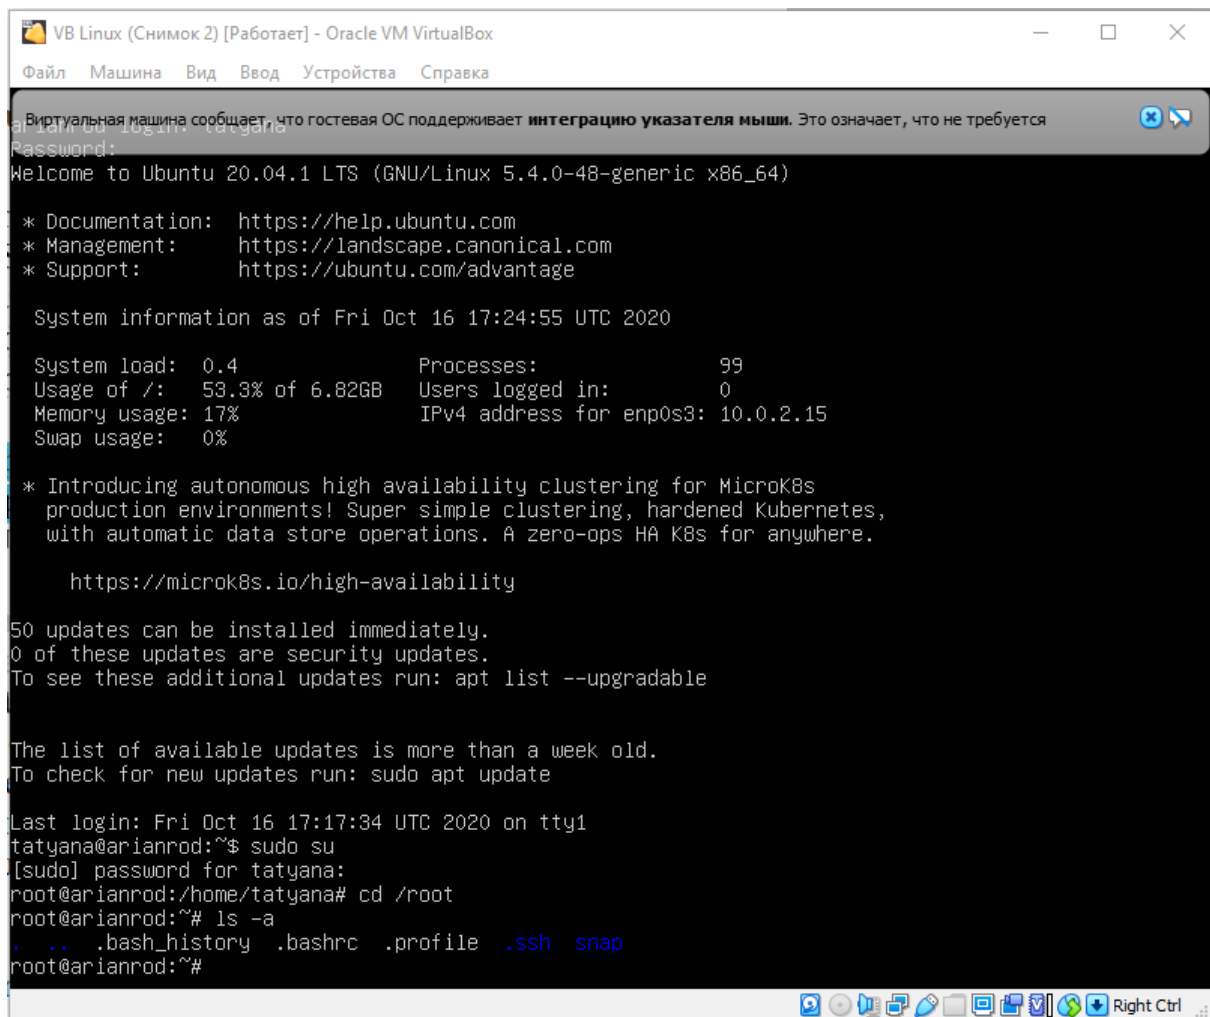 VB Linux (Снимок 2) [Работает] - Oracle VM VirtualBox
Файл Машина Вид Ввод Устройства Справка
Виртуальная машина сообщает, что гостевая ОС поддерживает интеграцию указателя мыши. Это означает, что не требуется
arianrod login: tatyana
Password:
Welcome to Ubuntu 20.04.1 LTS (GNU/Linux 5.4.0-48-generic x86_64)
* Documentation: https://help.ubuntu.com
* Management: https://landscape.canonical.com
* Support: https://ubuntu.com/advantage
System information as of Fri Oct 16 17:24:55 UTC 2020
System load: 0.4 Processes: 99
Usage of /: 53.3% of 6.82GB Users logged in: 0
Memory usage: 17% IPv4 address for enp0s3: 10.0.2.15
Swap usage: 0%
* Introducing autonomous high availability clustering for MicroK8s
production environments! Super simple clustering, hardened Kubernetes,
with automatic data store operations. A zero-ops HA K8s for anywhere.
https://microk8s.io/high-availability
50 updates can be installed immediately.
0 of these updates are security updates.
To see these additional updates run: apt list --upgradable
The list of available updates is more than a week old.
To check for new updates run: sudo apt update
Last login: Fri Oct 16 17:17:34 UTC 2020 on tty1
tatyana@arianrod:~$ sudo su
[sudo] password for tatyana:
root@arianrod:/home/tatyana# cd /root
root@arianrod:~# ls -a
. .. .bash_history .bashrc .profile .ssh snap
root@arianrod:~#
Right Ctrl